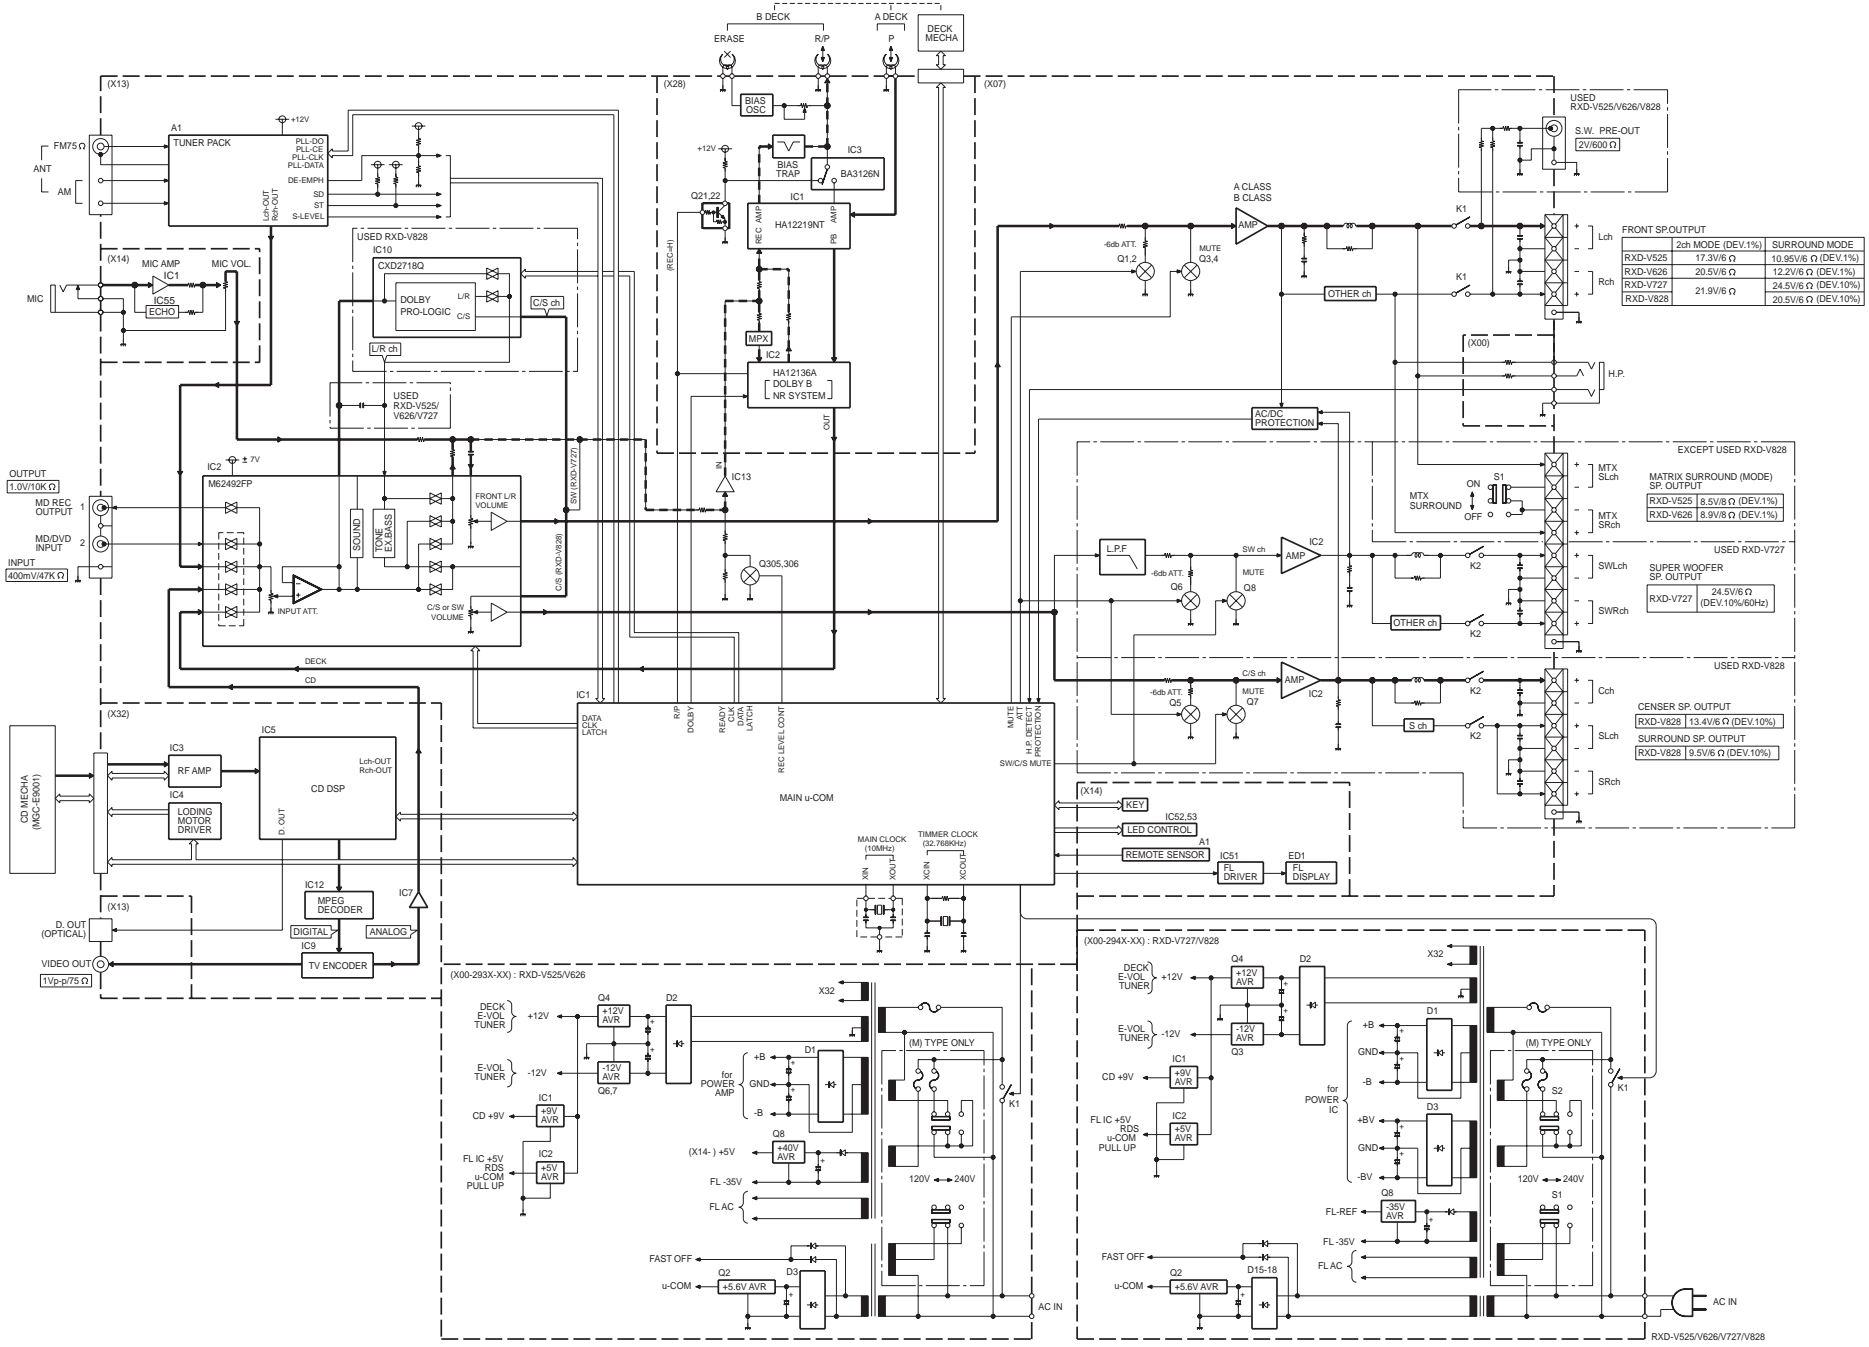 B DECK
A DECK
ERASE
R/P
P
DECK
MECHA
(X13)
(X28)
(X07)
A1
+12V
TUNER PACK
PLL-DO
PLL-CE
PLL-CLK
PLL-DATA
DE-EMPH
SD
ST
S-LEVEL
Lch-OUT
Rch-OUT
FM75Ω
ANT
AM
BIAS
OSC
+12V
BIAS
TRAP
IC3
BA3126N
Q21,22
IC1
REC AMP
HA12219NT
PB AMP
(REC=H)
USED
RXD-V525/V626/V828
S.W. PRE-OUT
2V/600 Ω
A CLASS
B CLASS
AMP
-6db ATT.
Q1,2
MUTE
Q3,4
K1
OTHER ch
K1
+
-
Lch
-
+
Rch
FRONT SP.OUTPUT
2ch MODE (DEV.1%) SURROUND MODE
RXD-V525 17.3V/6 Ω 10.95V/6 Ω (DEV.1%)
RXD-V626 20.5V/6 Ω 12.2V/6 Ω (DEV.1%)
RXD-V727 21.9V/6 Ω 24.5V/6 Ω (DEV.10%)
RXD-V828 20.5V/6 Ω (DEV.10%)
(X14)
MIC AMP
MIC VOL.
IC1
IC55
ECHO
MIC
USED RXD-V828
IC10
CXD2718Q
DOLBY
PRO-LOGIC
L/R
C/S
C/S ch
L/R ch
USED
RXD-V525/
V626/V727
MPX
IC2
HA12136A
DOLBY B
NR SYSTEM
OUT
(X00)
H.P.
AC/DC
PROTECTION
IC2
± 7V
M62492FP
OUTPUT
1.0V/10K Ω
MD REC
OUTPUT
1
MD/DVD
INPUT
2
INPUT
400mV/47K Ω
INPUT ATT.
SOUND
TONE
EX.BASS
FRONT L/R
VOLUME
C/S or SW
VOLUME
SW (RXD-V727)
C/S (RXD-V828)
IN
IC13
Q305,306
EXCEPT USED RXD-V828
MTX
SURROUND
ON
OFF
S1
+
-
MTX
SLch
-
+
MTX
SRch
MATRIX SURROUND (MODE)
SP. OUTPUT
RXD-V525 8.5V/8 Ω (DEV.1%)
RXD-V626 8.9V/8 Ω (DEV.1%)
USED RXD-V727
L.P.F
SW ch
-6db ATT.
Q6
MUTE
Q8
IC2
AMP
K2
OTHER ch
K2
+
-
SWLch
-
+
SWRch
SUPER WOOFER
SP. OUTPUT
RXD-V727 24.5V/6 Ω
(DEV.10%/60Hz)
USED RXD-V828
C/S ch
-6db ATT.
Q5
MUTE
Q7
AMP
IC2
K2
S ch
K2
+
-
Cch
+
-
SLch
-
+
SRch
CENSER SP. OUTPUT
RXD-V828 13.4V/6 Ω (DEV.10%)
SURROUND SP. OUTPUT
RXD-V828 9.5V/6 Ω (DEV.10%)
DECK
CD
IC1
DATA
CLK
LATCH
R/P
DOLBY
READY
CLK
DATA
LATCH
REC LEVEL CONT
MUTE
ATT
H.P. DETECT
PROTECTION
SW/C/S MUTE
MAIN u-COM
MAIN CLOCK
(10MHz)
TIMMER CLOCK
(32.768KHz)
XIN
XOUT
XCIN
XCOUT
(X32)
CD MECHA
(MGC-E9001)
IC3
RF AMP
IC4
LODING
MOTOR
DRIVER
IC5
Lch-OUT
Rch-OUT
CD DSP
D. OUT
IC12
MPEG
DECODER
IC7
DIGITAL
ANALOG
IC9
TV ENCODER
(X13)
D. OUT
(OPTICAL)
VIDEO OUT
1Vp-p/75 Ω
(X14)
KEY
IC52,53
LED CONTROL
A1
REMOTE SENSOR
IC51
FL
DRIVER
ED1
FL
DISPLAY
(X00-293X-XX) : RXD-V525/V626
X32
DECK
E-VOL
TUNER
+12V
Q4
+12V
AVR
D2
E-VOL
TUNER
-12V
-12V
AVR
Q6,7
for
POWER
AMP
+B
GND
-B
D1
CD +9V
IC1
+9V
AVR
FL IC +5V
RDS
u-COM
PULL UP
IC2
+5V
AVR
(X14- ) +5V
Q8
+40V
AVR
FL -35V
FL AC
(M) TYPE ONLY
120V
240V
K1
FAST OFF
u-COM
Q2
+5.6V AVR
D3
AC IN
(X00-294X-XX) : RXD-V727/V828
X32
DECK
E-VOL
TUNER
+12V
Q4
+12V
AVR
D2
E-VOL
TUNER
-12V
-12V
AVR
Q3
CD +9V
IC1
+9V
AVR
FL IC +5V
RDS
u-COM
PULL UP
IC2
+5V
AVR
for
POWER
IC
+B
GND
-B
D1
+BV
GND
-BV
D3
FL-REF
Q8
-35V
AVR
FL -35V
FL AC
(M) TYPE ONLY
S2
120V
240V
S1
K1
FAST OFF
u-COM
Q2
+5.6V AVR
D15-18
AC IN
RXD-V525/V626/V727/V828